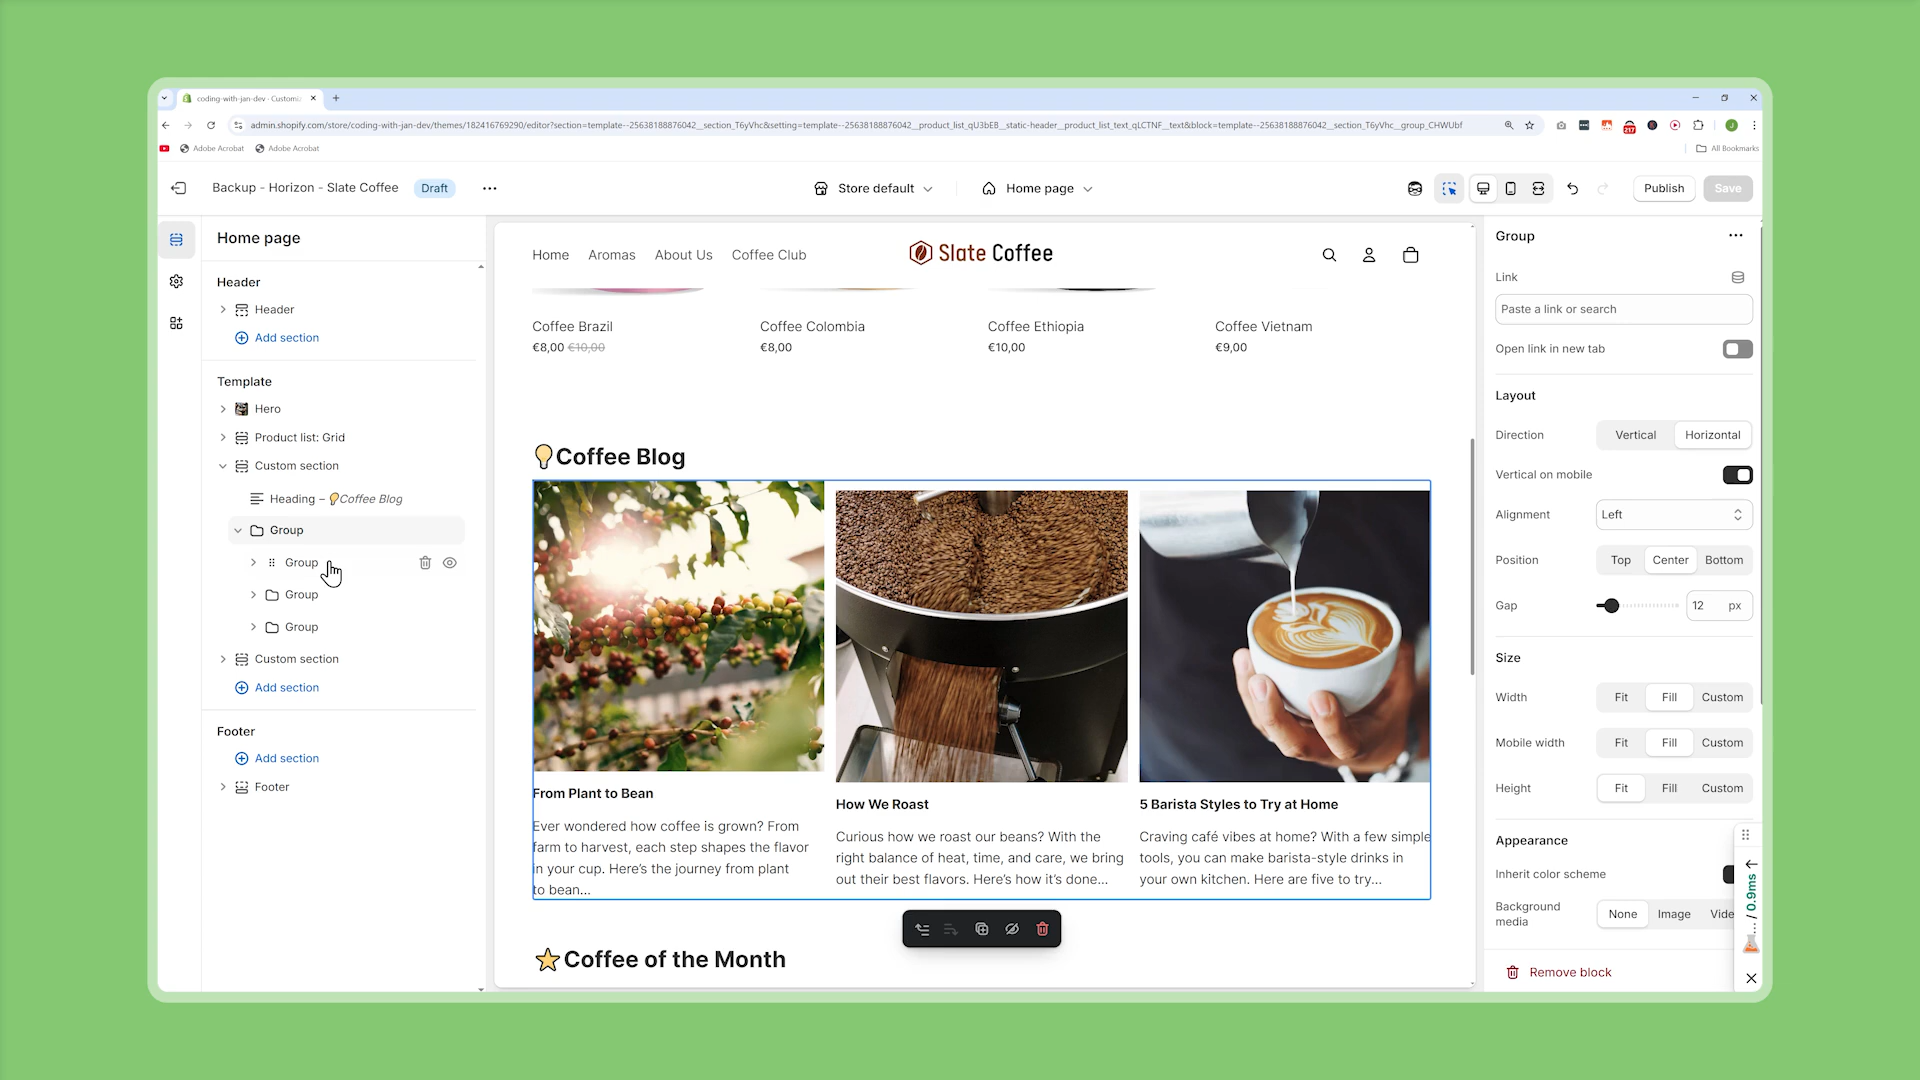 coding-with-jan-dev · Customiz
admin.shopify.com/store/coding-with-jan-dev/themes/182416769290/editor?section=template--25638188876042__section_T6yVhc&setting=template--25638188876042__product_list_qU3bEB__static-header__product_list_text_qLCTNF__text&block=template--25638188876042__section_T6yVhc__group_CHWUbf
217
J
Adobe Acrobat
Adobe Acrobat
All Bookmarks
Backup - Horizon - Slate Coffee
Draft
Store default
Home page
Publish
Save
Home page
Header
Header
Add section
Template
Hero
Product list: Grid
Custom section
Heading – Coffee Blog
Group
Group
Group
Group
Custom section
Add section
Footer
Add section
Footer
Home
Aromas
About Us
Coffee Club
Slate Coffee
Coffee Brazil
€8,00 €10,00
Coffee Colombia
€8,00
Coffee Ethiopia
€10,00
Coffee Vietnam
€9,00
Coffee Blog
From Plant to Bean
Ever wondered how coffee is grown? From
farm to harvest, each step shapes the flavor
in your cup. Here's the journey from plant
to bean...
How We Roast
Curious how we roast our beans? With the
right balance of heat, time, and care, we bring
out their best flavors. Here's how it's done...
5 Barista Styles to Try at Home
Craving café vibes at home? With a few simple
tools, you can make barista-style drinks in
your own kitchen. Here are five to try...
Coffee of the Month
Group
Link
Paste a link or search
Open link in new tab
Layout
Direction
Vertical
Horizontal
Vertical on mobile
Alignment
Left
Position
Top
Center
Bottom
Gap
12
px
Size
Width
Fit
Fill
Custom
Mobile width
Fit
Fill
Custom
Height
Fit
Fill
Custom
Appearance
Inherit color scheme
Background
media
None
Image
Vide
Remove block
... / 0.9ms